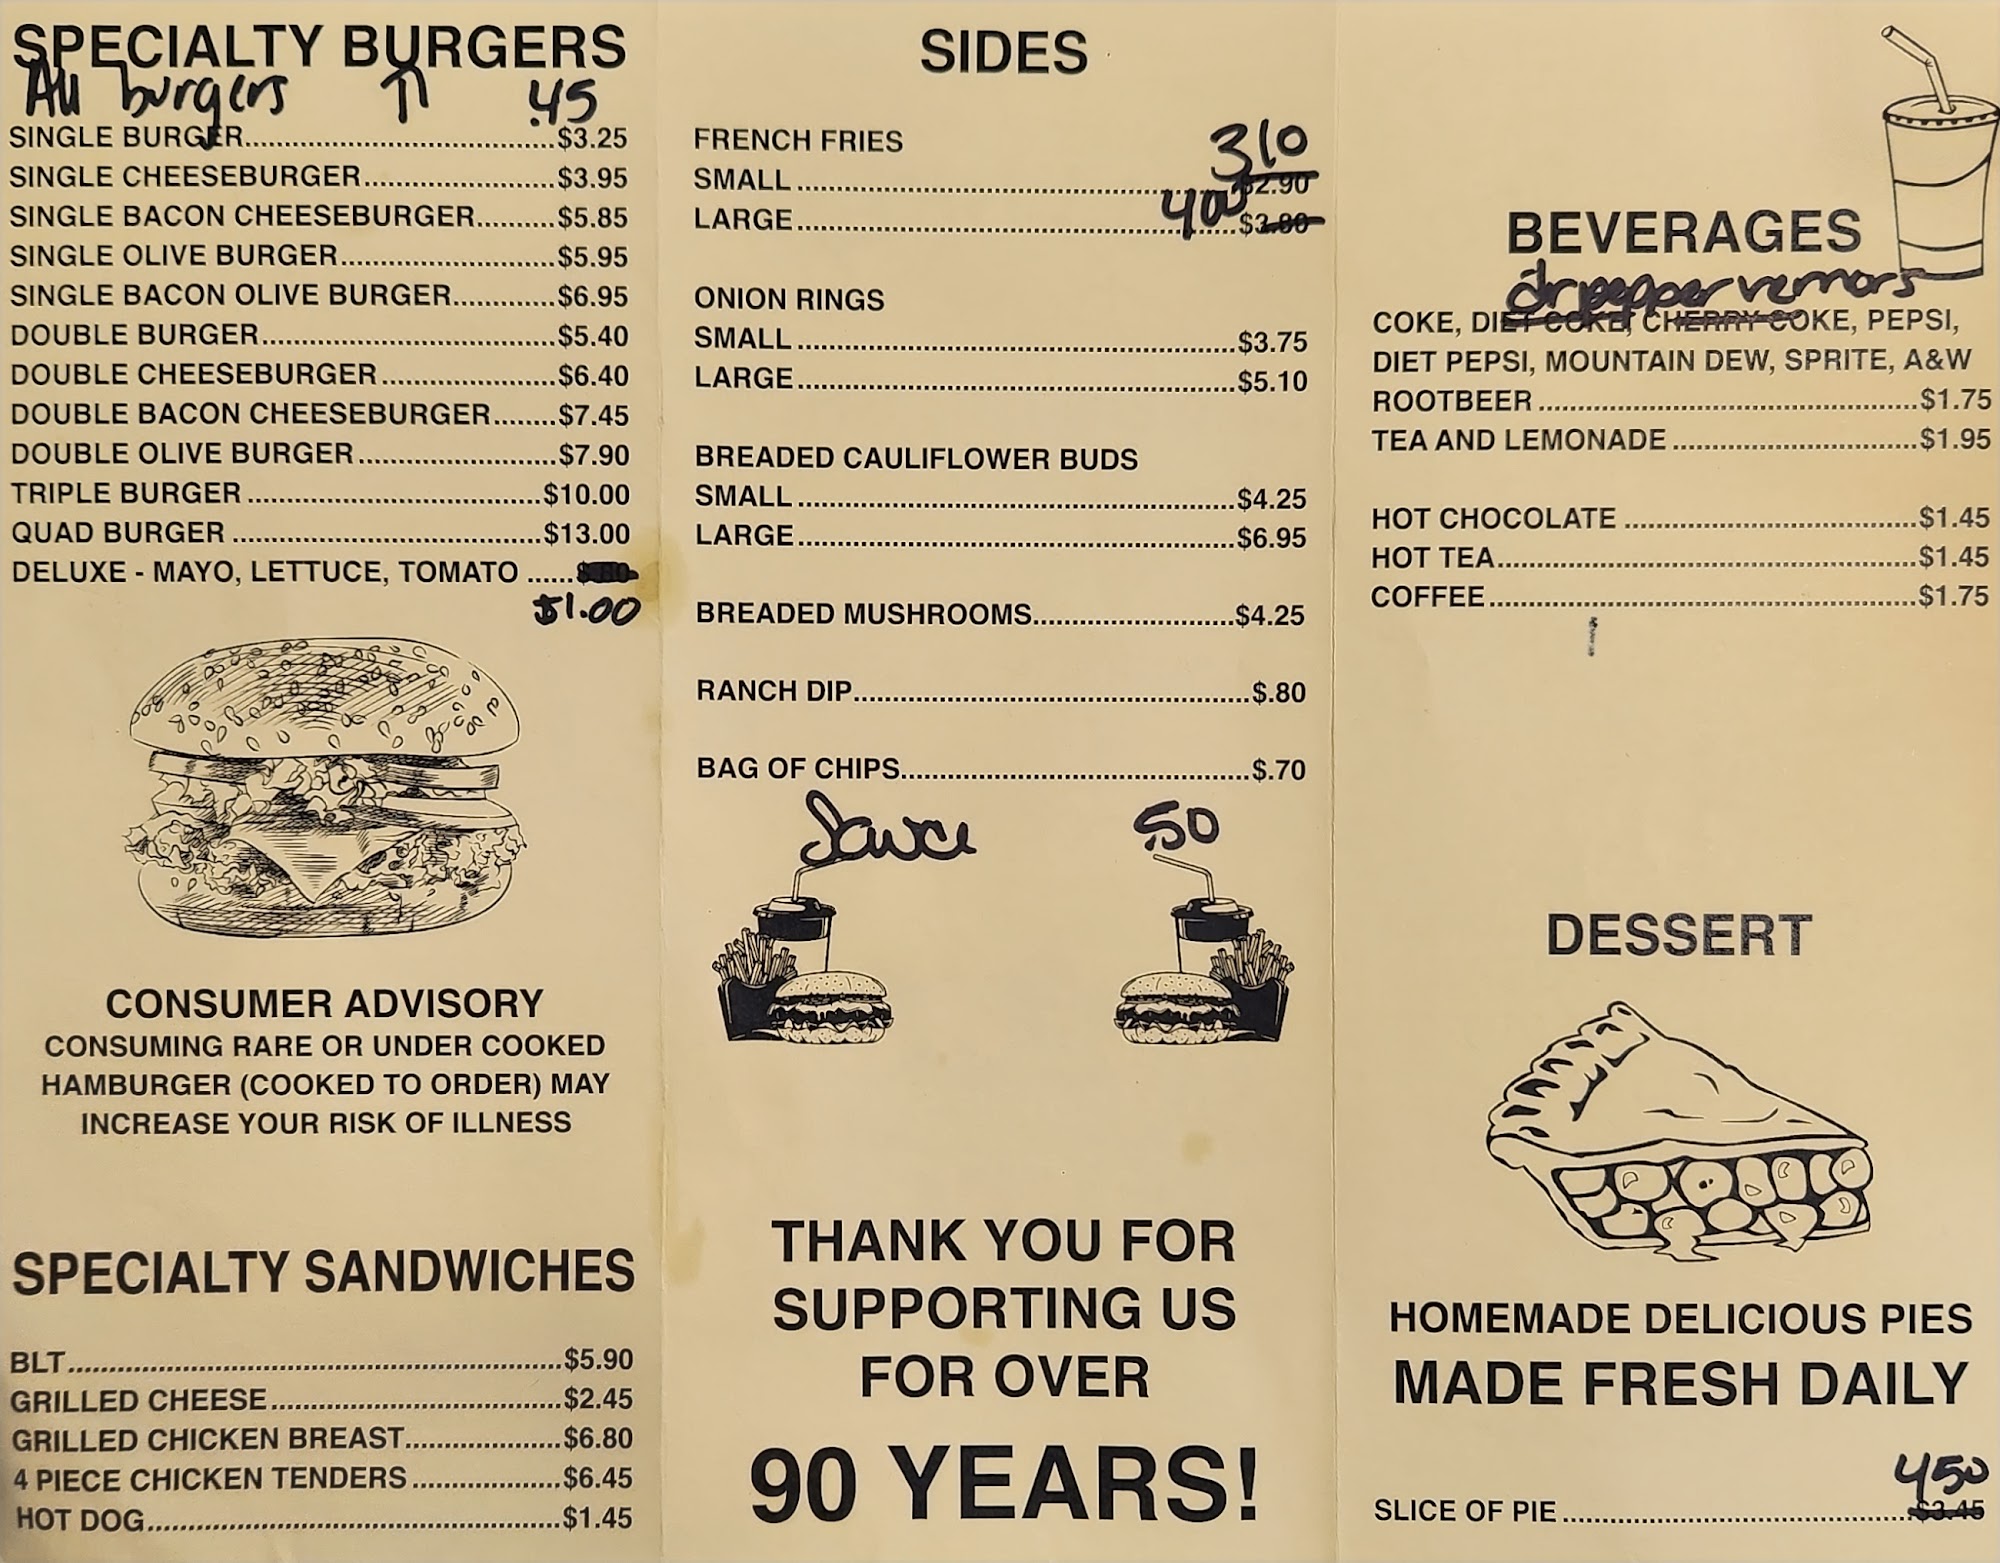 SPECIALTY BURGERS
All burgers ↑ .45
SINGLE BURGER.....$3.25
SINGLE CHEESEBURGER.....$3.95
SINGLE BACON CHEESEBURGER.....$5.85
SINGLE OLIVE BURGER.....$5.95
SINGLE BACON OLIVE BURGER.....$6.95
DOUBLE BURGER.....$5.40
DOUBLE CHEESEBURGER.....$6.40
DOUBLE BACON CHEESEBURGER.....$7.45
DOUBLE OLIVE BURGER.....$7.90
TRIPLE BURGER.....$10.00
QUAD BURGER.....$13.00
DELUXE - MAYO, LETTUCE, TOMATO.....
$1.00
CONSUMER ADVISORY
CONSUMING RARE OR UNDER COOKED
HAMBURGER (COOKED TO ORDER) MAY
INCREASE YOUR RISK OF ILLNESS
SPECIALTY SANDWICHES
BLT.....$5.90
GRILLED CHEESE.....$2.45
GRILLED CHICKEN BREAST.....$6.80
4 PIECE CHICKEN TENDERS.....$6.45
HOT DOG.....$1.45
SIDES
FRENCH FRIES
310
SMALL.....$2.90
LARGE.....400 $3.80
ONION RINGS
SMALL.....$3.75
LARGE.....$5.10
BREADED CAULIFLOWER BUDS
SMALL.....$4.25
LARGE.....$6.95
BREADED MUSHROOMS.....$4.25
RANCH DIP.....$.80
BAG OF CHIPS.....$.70
Sauce .50
THANK YOU FOR
SUPPORTING US
FOR OVER
90 YEARS!
BEVERAGES
dr pepper vernors
COKE, DIET COKE, CHERRY COKE, PEPSI,
DIET PEPSI, MOUNTAIN DEW, SPRITE, A&W
ROOTBEER.....$1.75
TEA AND LEMONADE.....$1.95
HOT CHOCOLATE.....$1.45
HOT TEA.....$1.45
COFFEE.....$1.75
DESSERT
HOMEMADE DELICIOUS PIES
MADE FRESH DAILY
450
SLICE OF PIE.....$3.45